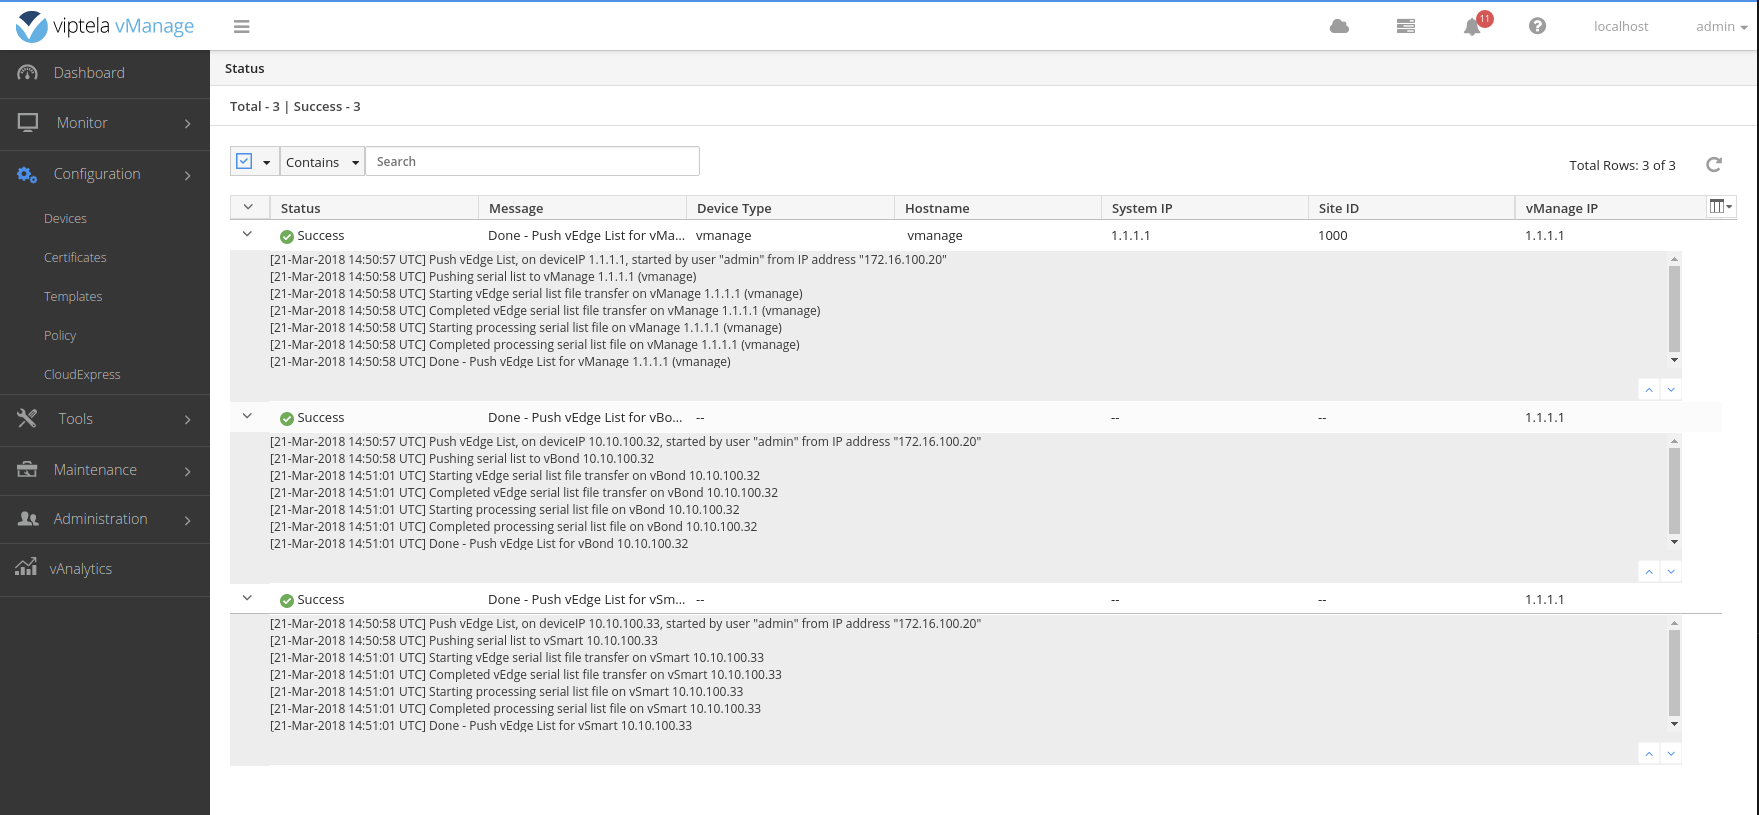 viptela vManage
11
localhost
admin
Dashboard
Monitor
Configuration
Devices
Certificates
Templates
Policy
CloudExpress
Tools
Maintenance
Administration
vAnalytics
Status
Total - 3 | Success - 3
Contains
Search
Total Rows: 3 of 3
Status Message Device Type Hostname System IP Site ID vManage IP
Success Done - Push vEdge List for vMa... vmanage vmanage 1.1.1.1 1000 1.1.1.1
[21-Mar-2018 14:50:57 UTC] Push vEdge List, on deviceIP 1.1.1.1, started by user "admin" from IP address "172.16.100.20"
[21-Mar-2018 14:50:58 UTC] Pushing serial list to vManage 1.1.1.1 (vmanage)
[21-Mar-2018 14:50:58 UTC] Starting vEdge serial list file transfer on vManage 1.1.1.1 (vmanage)
[21-Mar-2018 14:50:58 UTC] Completed vEdge serial list file transfer on vManage 1.1.1.1 (vmanage)
[21-Mar-2018 14:50:58 UTC] Starting processing serial list file on vManage 1.1.1.1 (vmanage)
[21-Mar-2018 14:50:58 UTC] Completed processing serial list file on vManage 1.1.1.1 (vmanage)
[21-Mar-2018 14:50:58 UTC] Done - Push vEdge List for vManage 1.1.1.1 (vmanage)
Success Done - Push vEdge List for vBo... -- -- -- 1.1.1.1
[21-Mar-2018 14:50:57 UTC] Push vEdge List, on deviceIP 10.10.100.32, started by user "admin" from IP address "172.16.100.20"
[21-Mar-2018 14:50:58 UTC] Pushing serial list to vBond 10.10.100.32
[21-Mar-2018 14:51:01 UTC] Starting vEdge serial list file transfer on vBond 10.10.100.32
[21-Mar-2018 14:51:01 UTC] Completed vEdge serial list file transfer on vBond 10.10.100.32
[21-Mar-2018 14:51:01 UTC] Starting processing serial list file on vBond 10.10.100.32
[21-Mar-2018 14:51:01 UTC] Completed processing serial list file on vBond 10.10.100.32
[21-Mar-2018 14:51:01 UTC] Done - Push vEdge List for vBond 10.10.100.32
Success Done - Push vEdge List for vSm... -- -- -- 1.1.1.1
[21-Mar-2018 14:50:58 UTC] Push vEdge List, on deviceIP 10.10.100.33, started by user "admin" from IP address "172.16.100.20"
[21-Mar-2018 14:50:58 UTC] Pushing serial list to vSmart 10.10.100.33
[21-Mar-2018 14:51:01 UTC] Starting vEdge serial list file transfer on vSmart 10.10.100.33
[21-Mar-2018 14:51:01 UTC] Completed vEdge serial list file transfer on vSmart 10.10.100.33
[21-Mar-2018 14:51:01 UTC] Starting processing serial list file on vSmart 10.10.100.33
[21-Mar-2018 14:51:01 UTC] Completed processing serial list file on vSmart 10.10.100.33
[21-Mar-2018 14:51:01 UTC] Done - Push vEdge List for vSmart 10.10.100.33